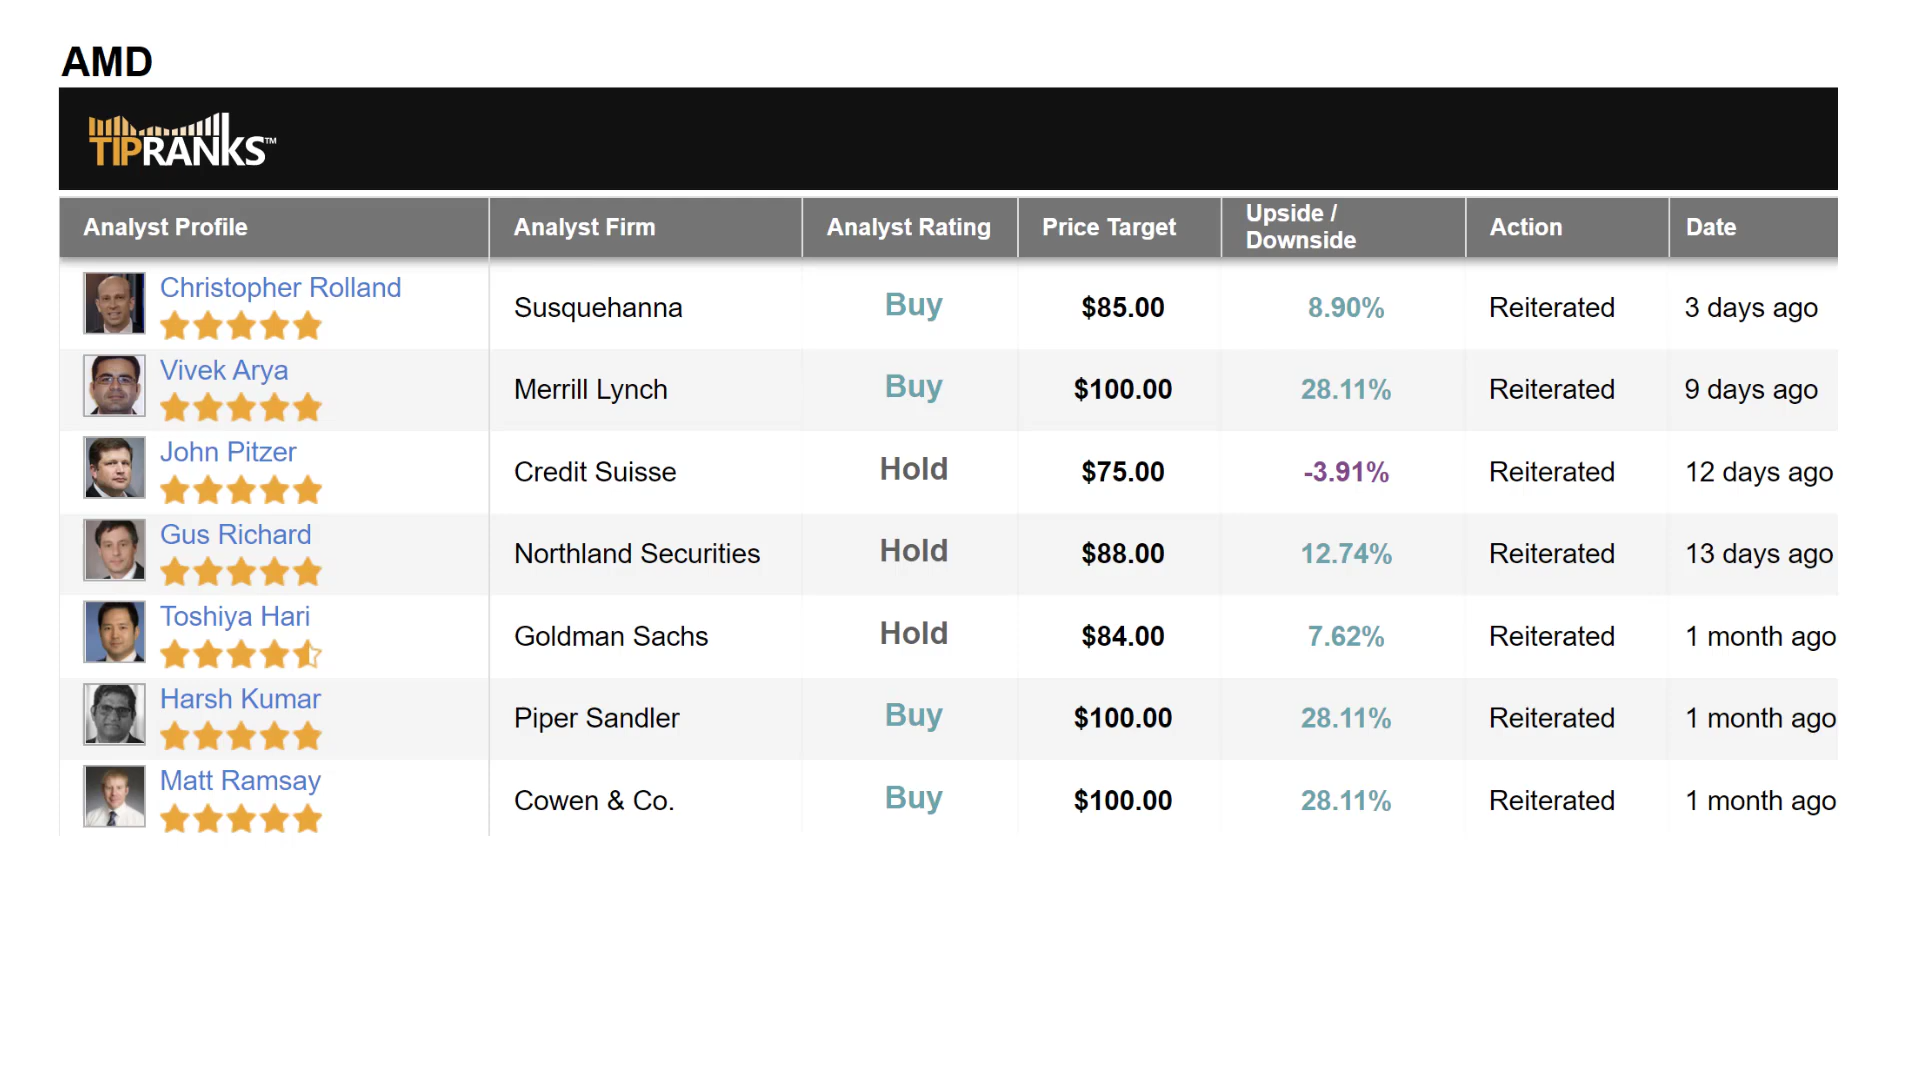 AMD
TIPRANKS™
Analyst Profile Analyst Firm Analyst Rating Price Target Upside / Downside Action Date
Christopher Rolland Susquehanna Buy $85.00 8.90% Reiterated 3 days ago
Vivek Arya Merrill Lynch Buy $100.00 28.11% Reiterated 9 days ago
John Pitzer Credit Suisse Hold $75.00 -3.91% Reiterated 12 days ago
Gus Richard Northland Securities Hold $88.00 12.74% Reiterated 13 days ago
Toshiya Hari Goldman Sachs Hold $84.00 7.62% Reiterated 1 month ago
Harsh Kumar Piper Sandler Buy $100.00 28.11% Reiterated 1 month ago
Matt Ramsay Cowen & Co. Buy $100.00 28.11% Reiterated 1 month ago